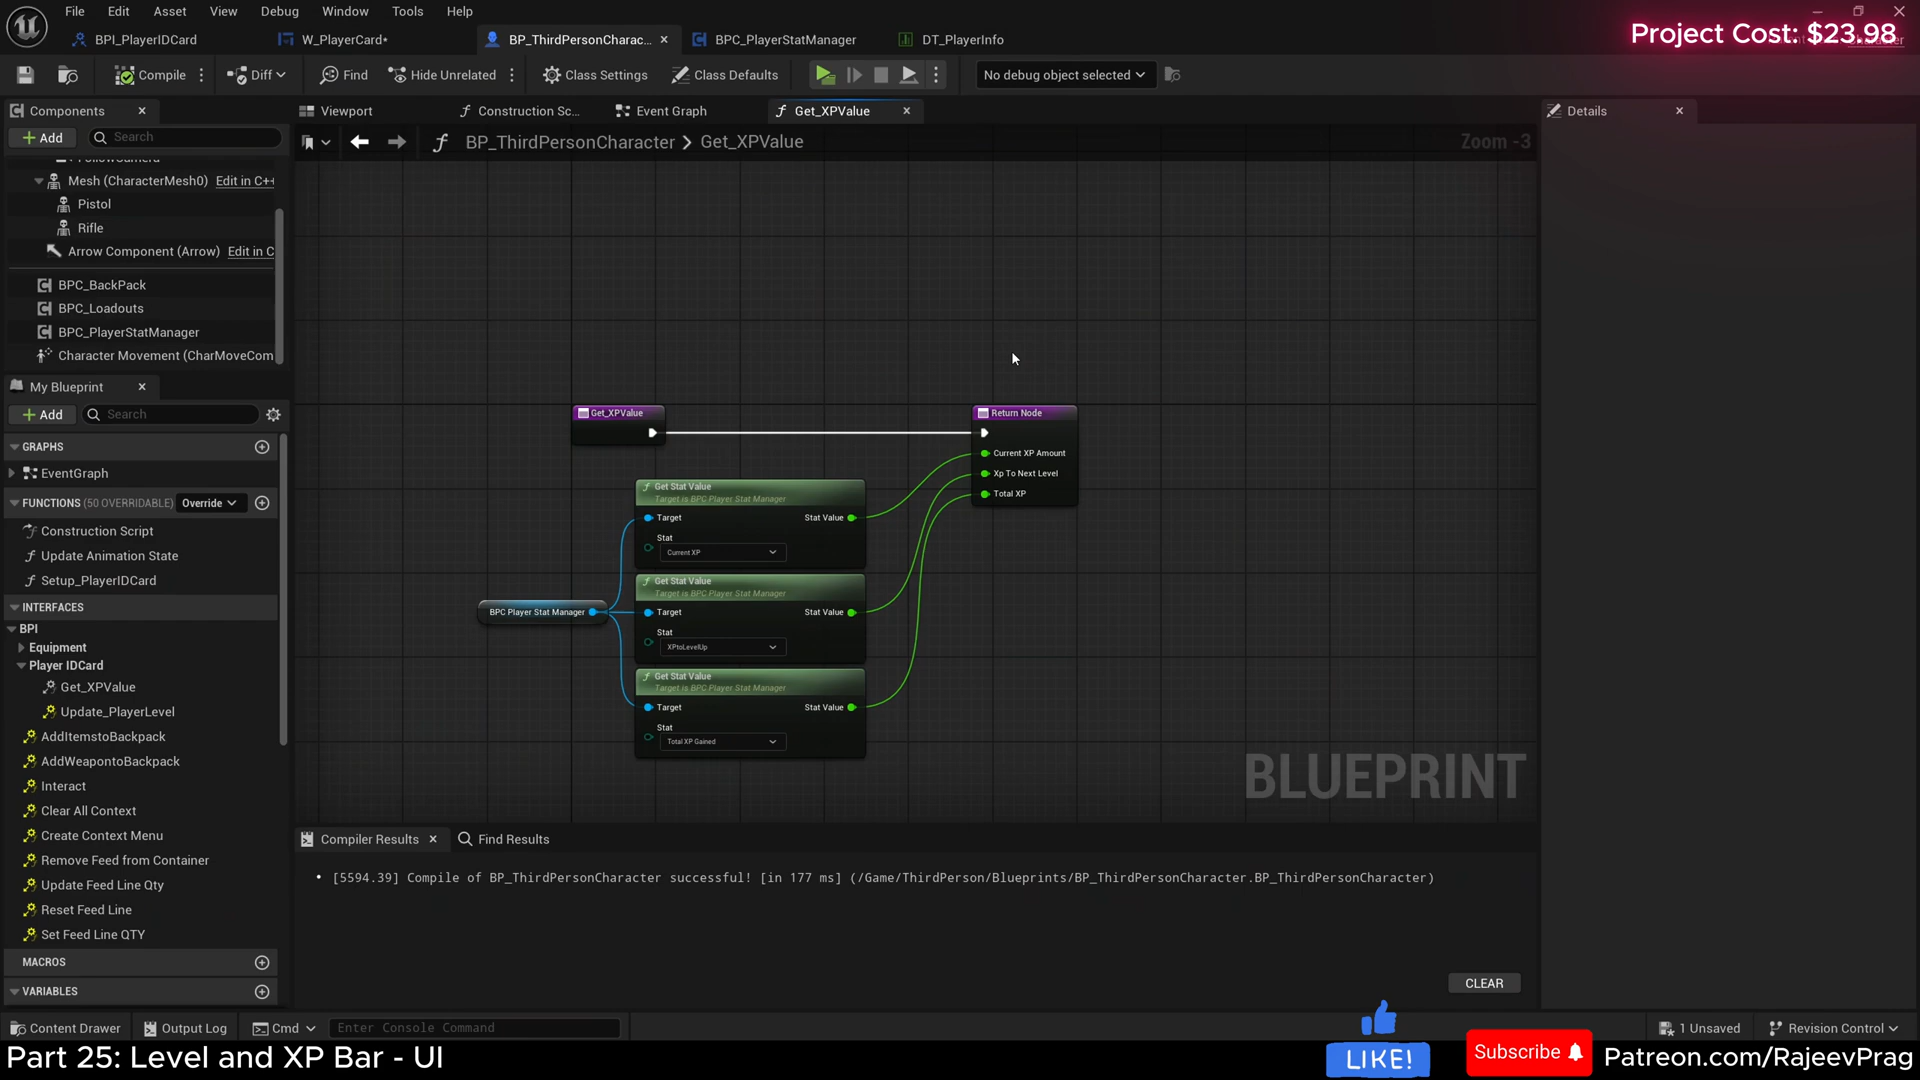 File Edit Asset View Debug Window Tools Help
Project Cost: $23.98
BPI_PlayerIDCard W_PlayerCard* BP_ThirdPersonCharac... BPC_PlayerStatManager DT_PlayerInfo
Compile Diff Find Hide Unrelated Class Settings Class Defaults No debug object selected
Components Viewport Construction Sc... Event Graph Get_XPValue Details
Add Search
BP_ThirdPersonCharacter > Get_XPValue Zoom -3
FollowCamera
Mesh (CharacterMesh0) Edit in C++
Pistol
Rifle
Arrow Component (Arrow) Edit in C
BPC_BackPack
BPC_Loadouts
BPC_PlayerStatManager
Character Movement (CharMoveCom
My Blueprint
Add Search
GRAPHS
EventGraph
FUNCTIONS (50 OVERRIDABLE) Override
Construction Script
Update Animation State
Setup_PlayerIDCard
INTERFACES
BPI
Equipment
Player IDCard
Get_XPValue
Update_PlayerLevel
AddItemstoBackpack
AddWeapontoBackpack
Interact
Clear All Context
Create Context Menu
Remove Feed from Container
Update Feed Line Qty
Reset Feed Line
Set Feed Line QTY
MACROS
VARIABLES
Get_XPValue
Return Node
Current XP Amount
Xp To Next Level
Total XP
Get Stat Value
Target is BPC Player Stat Manager
Target Stat Value
Stat
Current XP
Get Stat Value
Target is BPC Player Stat Manager
BPC Player Stat Manager
Target Stat Value
Stat
XPtoLevelUp
Get Stat Value
Target is BPC Player Stat Manager
Target Stat Value
Stat
Total XP Gained
BLUEPRINT
Compiler Results Find Results
[5594.39] Compile of BP_ThirdPersonCharacter successful! [in 177 ms] (/Game/ThirdPerson/Blueprints/BP_ThirdPersonCharacter.BP_ThirdPersonCharacter)
CLEAR
Content Drawer Output Log Cmd Enter Console Command 1 Unsaved Revision Control
Part 25: Level and XP Bar - UI
LIKE!
Subscribe
Patreon.com/RajeevPrag